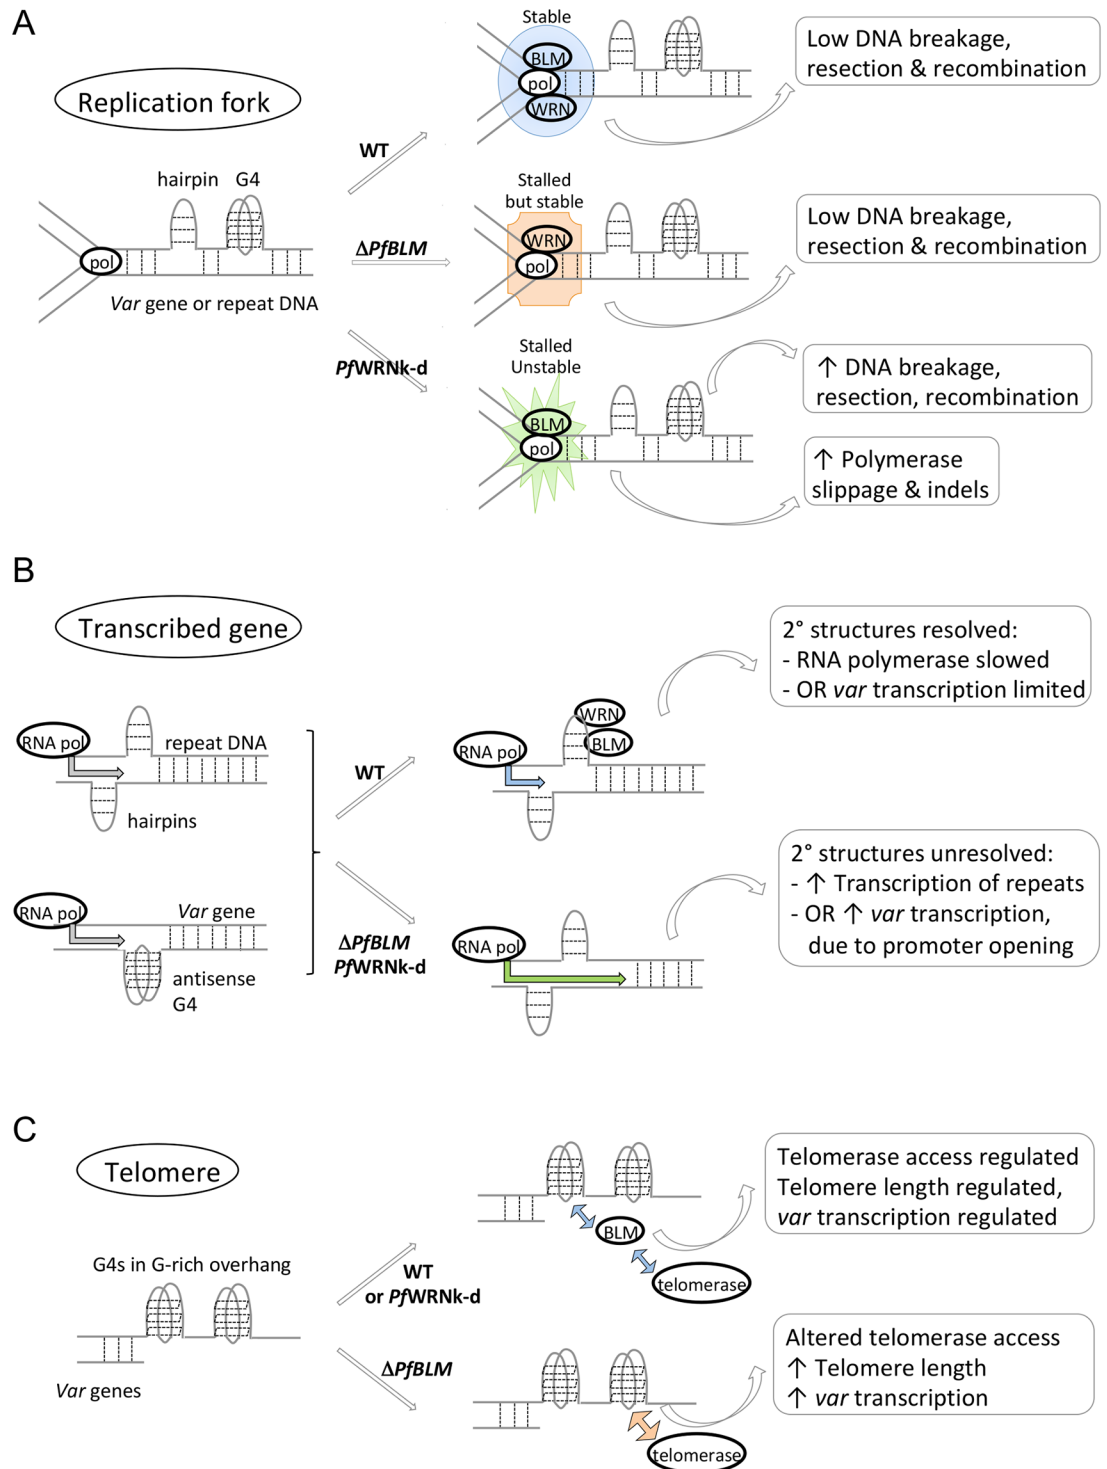 A
Replication fork
hairpin G4
pol
Var gene or repeat DNA
WT
ΔPfBLM
PfWRNk-d
Stable
BLM
pol
WRN
Low DNA breakage,
resection & recombination
Stalled
but stable
WRN
pol
Low DNA breakage,
resection & recombination
Stalled
Unstable
BLM
pol
↑ DNA breakage,
resection, recombination
↑ Polymerase
slippage & indels
B
Transcribed gene
RNA pol
repeat DNA
hairpins
RNA pol
Var gene
antisense
G4
WT
ΔPfBLM
PfWRNk-d
RNA pol
WRN
BLM
2° structures resolved:
- RNA polymerase slowed
- OR var transcription limited
RNA pol
2° structures unresolved:
- ↑ Transcription of repeats
- OR ↑ var transcription,
due to promoter opening
C
Telomere
G4s in G-rich overhang
Var genes
WT
or PfWRNk-d
ΔPfBLM
BLM
telomerase
Telomerase access regulated
Telomere length regulated,
var transcription regulated
telomerase
Altered telomerase access
↑ Telomere length
↑ var transcription